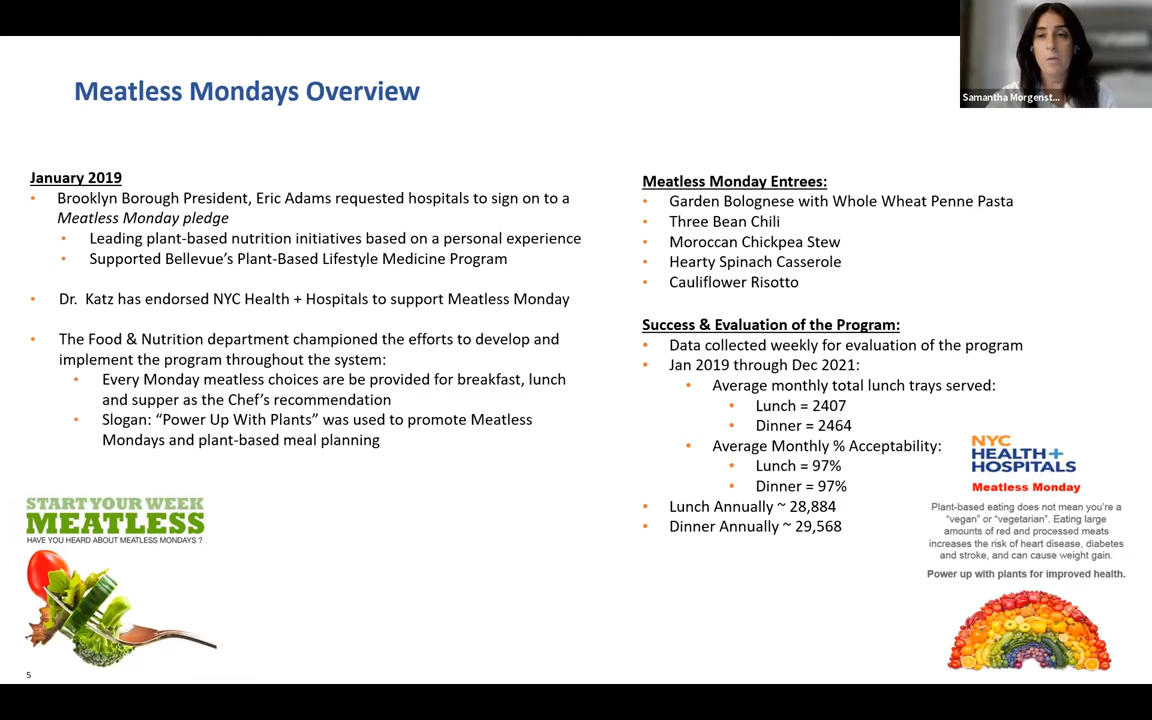 Samantha Morgenst...
Meatless Mondays Overview
January 2019
• Brooklyn Borough President, Eric Adams requested hospitals to sign on to a
Meatless Monday pledge
• Leading plant-based nutrition initiatives based on a personal experience
• Supported Bellevue's Plant-Based Lifestyle Medicine Program
• Dr. Katz has endorsed NYC Health + Hospitals to support Meatless Monday
• The Food & Nutrition department championed the efforts to develop and
implement the program throughout the system:
• Every Monday meatless choices are be provided for breakfast, lunch
and supper as the Chef's recommendation
• Slogan: “Power Up With Plants” was used to promote Meatless
Mondays and plant-based meal planning
START YOUR WEEK
MEATLESS
HAVE YOU HEARD ABOUT MEATLESS MONDAYS ?
5
Meatless Monday Entrees:
• Garden Bolognese with Whole Wheat Penne Pasta
• Three Bean Chili
• Moroccan Chickpea Stew
• Hearty Spinach Casserole
• Cauliflower Risotto
Success & Evaluation of the Program:
• Data collected weekly for evaluation of the program
• Jan 2019 through Dec 2021:
• Average monthly total lunch trays served:
• Lunch = 2407
• Dinner = 2464
• Average Monthly % Acceptability:
• Lunch = 97%
• Dinner = 97%
• Lunch Annually ~ 28,884
• Dinner Annually ~ 29,568
NYC
HEALTH+
HOSPITALS
Meatless Monday
Plant-based eating does not mean you're a
“vegan” or “vegetarian”. Eating large
amounts of red and processed meats
increases the risk of heart disease, diabetes
and stroke, and can cause weight gain.
Power up with plants for improved health.